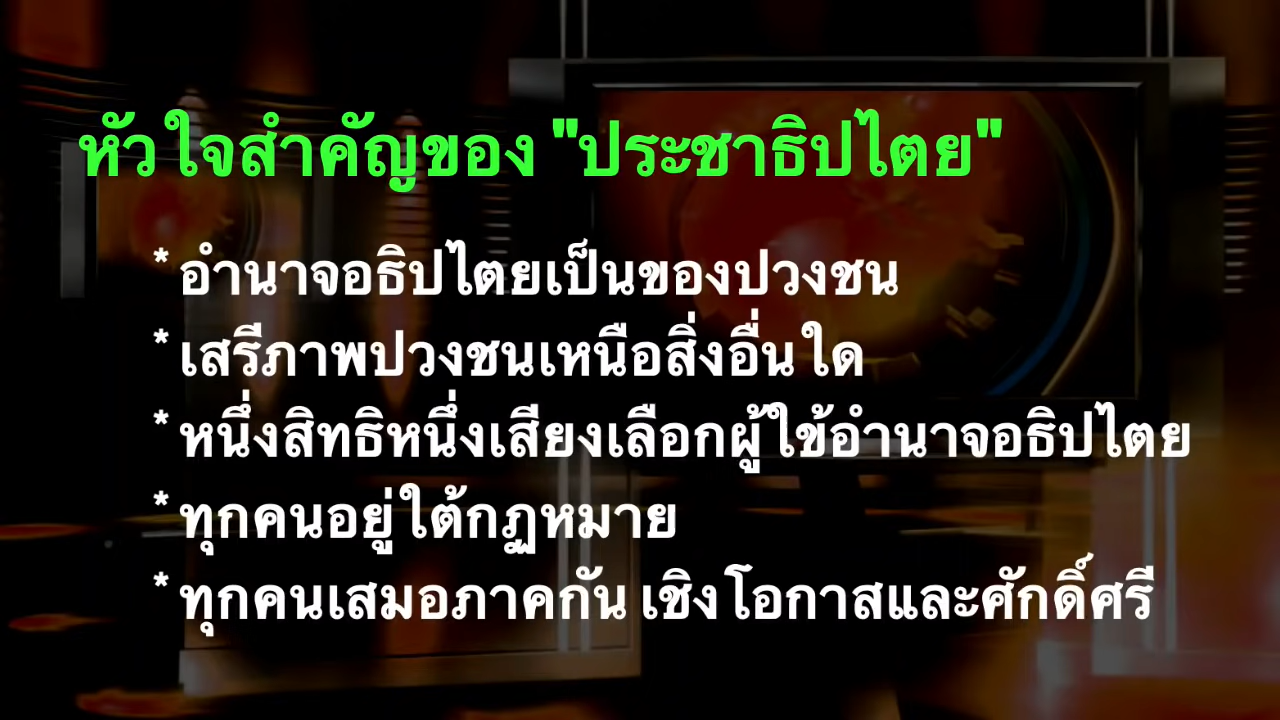 หัวใจสำคัญของ "ประชาธิปไตย"
* อำนาจอธิปไตยเป็นของปวงชน
* เสรีภาพปวงชนเหนือสิ่งอื่นใด
* หนึ่งสิทธิหนึ่งเสียงเลือกผู้ใช้อำนาจอธิปไตย
* ทุกคนอยู่ใต้กฏหมาย
* ทุกคนเสมอภาคกัน เชิงโอกาสและศักดิ์ศรี